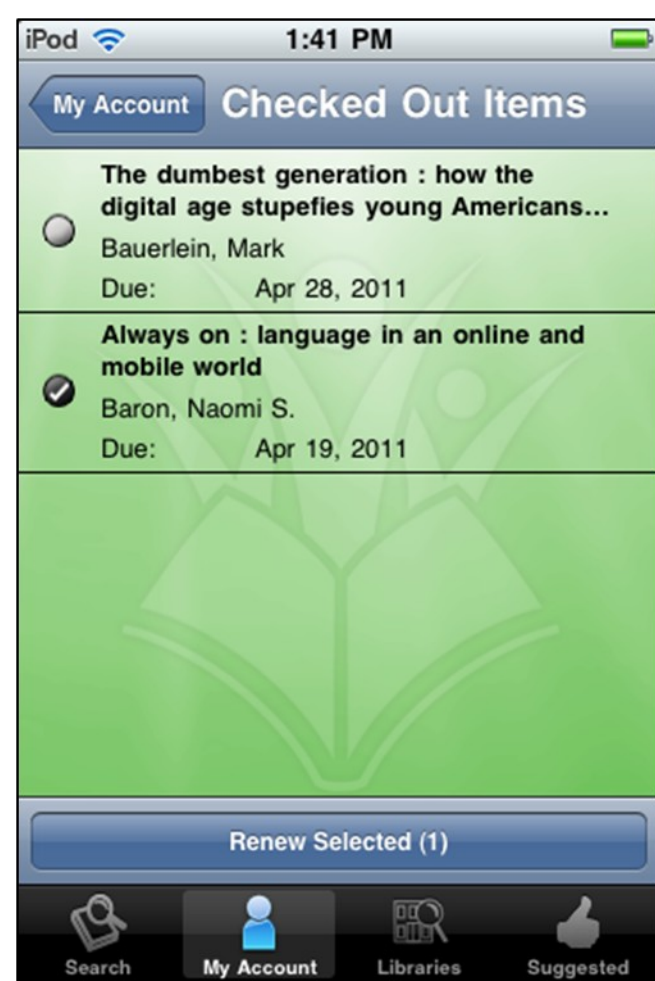 iPod 1:41 PM
My Account Checked Out Items
The dumbest generation : how the
digital age stupefies young Americans...
Bauerlein, Mark
Due: Apr 28, 2011
Always on : language in an online and
mobile world
Baron, Naomi S.
Due: Apr 19, 2011
Renew Selected (1)
Search My Account Libraries Suggested